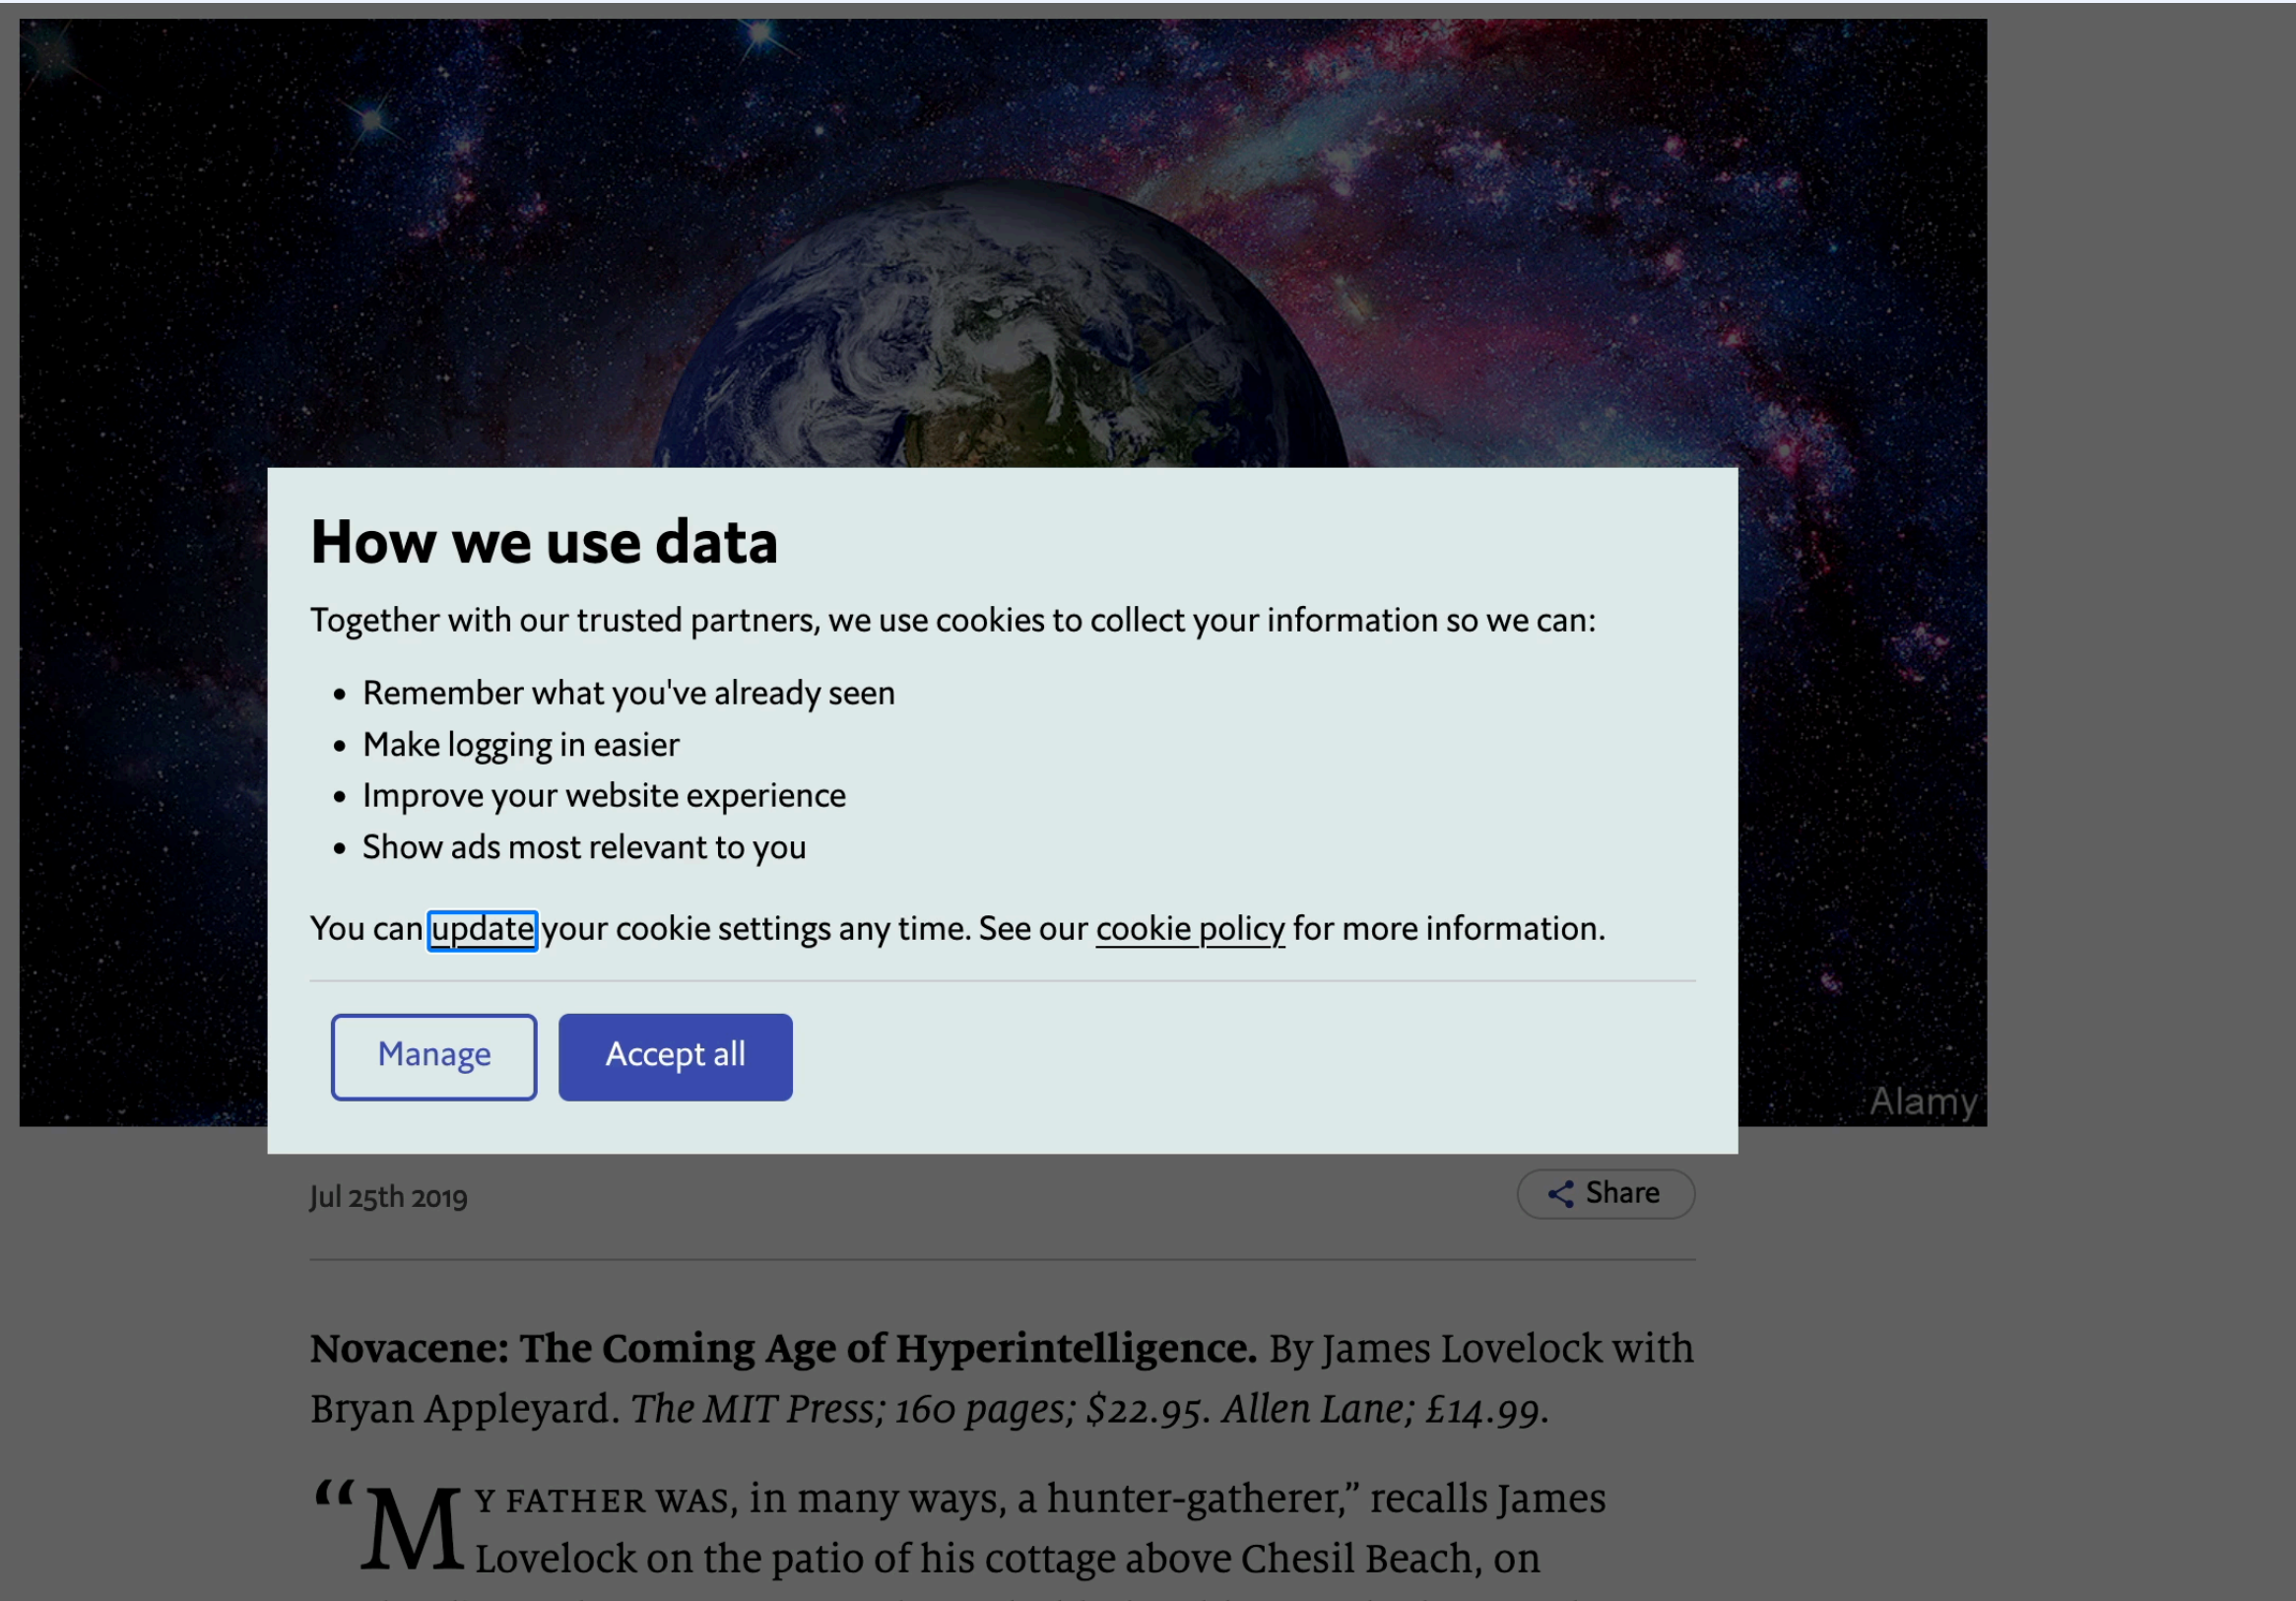 How we use data
Together with our trusted partners, we use cookies to collect your information so we can:
• Remember what you've already seen
• Make logging in easier
• Improve your website experience
• Show ads most relevant to you
You can update your cookie settings any time. See our cookie policy for more information.
Manage
Accept all
Alamy
Jul 25th 2019
Share
Novacene: The Coming Age of Hyperintelligence. By James Lovelock with
Bryan Appleyard. The MIT Press; 160 pages; $22.95. Allen Lane; £14.99.
“MY FATHER WAS, in many ways, a hunter-gatherer,” recalls James
Lovelock on the patio of his cottage above Chesil Beach, on